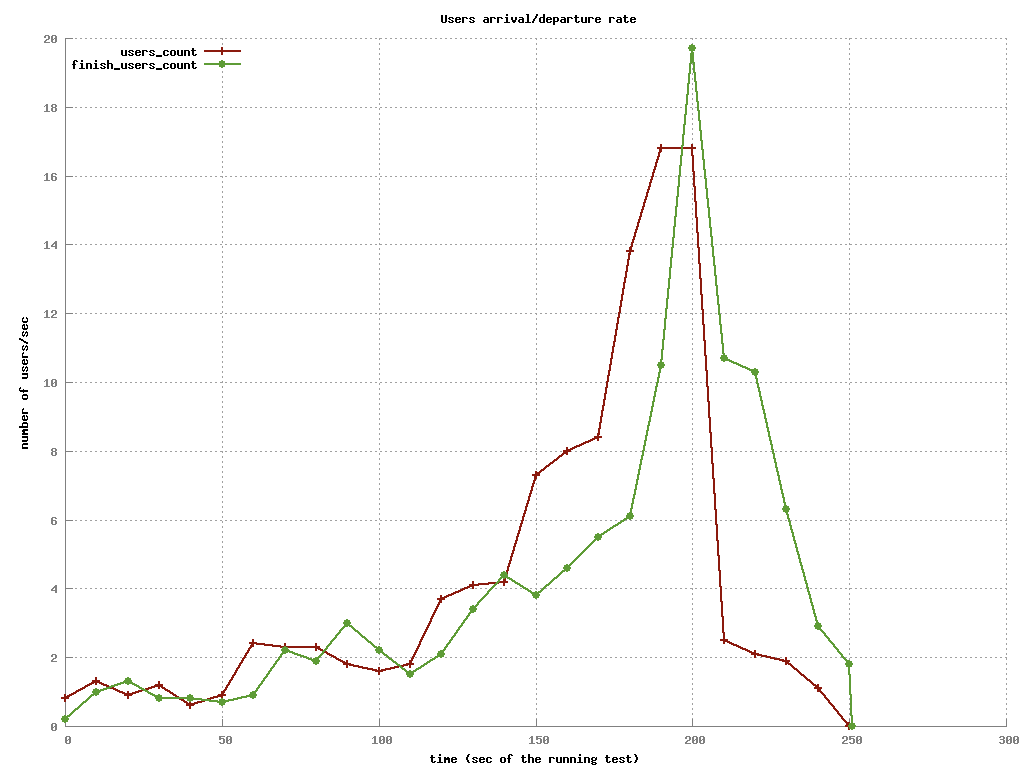 Users arrival/departure rate
users_count
finish_users_count
20
18
16
14
12
10
8
6
4
2
0
number of users/sec
0 50 100 150 200 250 300
time (sec of the running test)